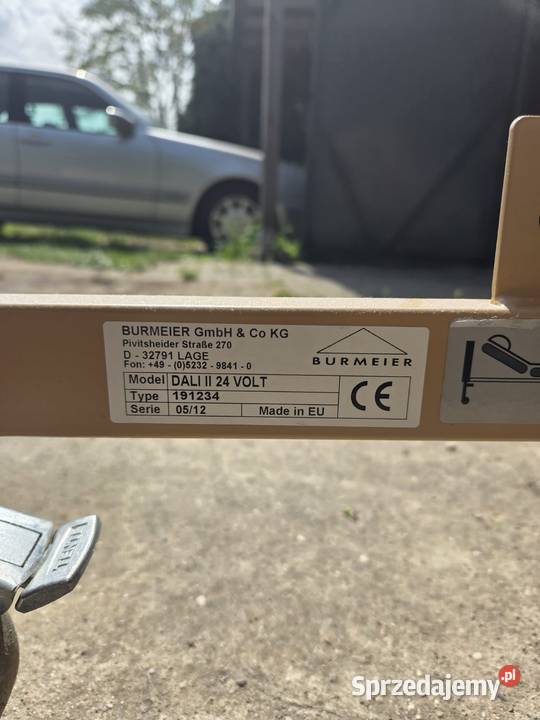 BURMEIER GmbH & Co KG
Pivitsheider Straße 270
D - 32791 LAGE
Fon: +49 - (0)5232 - 9841 - 0
BURMEIER
Model DALI II 24 VOLT
Type 191234
Serie 05/12 Made in EU
CE
TENTE
Sprzedajemy.pl